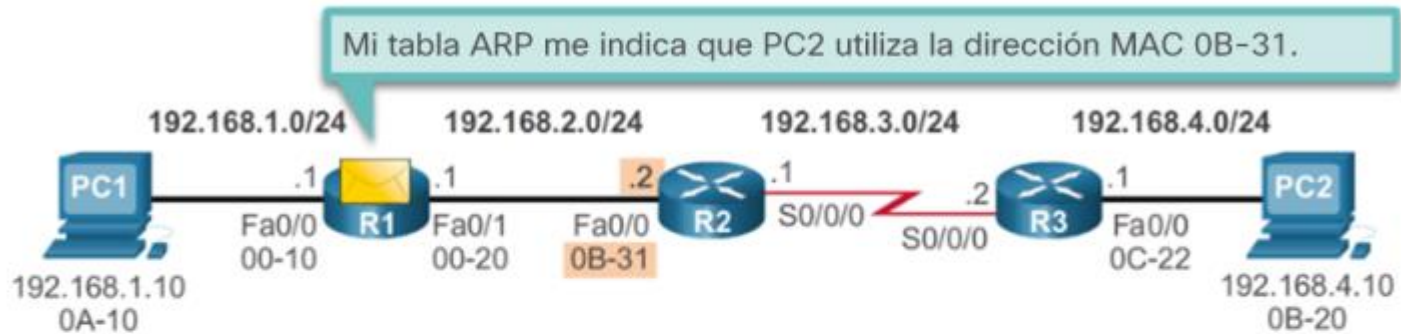 Mi tabla ARP me indica que PC2 utiliza la dirección MAC 0B-31.
192.168.1.0/24 192.168.2.0/24 192.168.3.0/24 192.168.4.0/24
PC1 .1 R1 .1 .2 R2 .1 .2 R3 .1 PC2
Fa0/0 Fa0/1 Fa0/0 S0/0/0 S0/0/0 Fa0/0
00-10 00-20 0B-31 0C-22
192.168.1.10 192.168.4.10
0A-10 0B-20